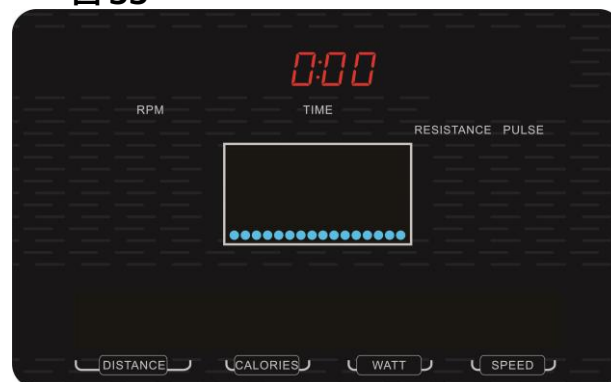 0:00
RPM TIME
RESISTANCE PULSE
DISTANCE CALORIES WATT SPEED